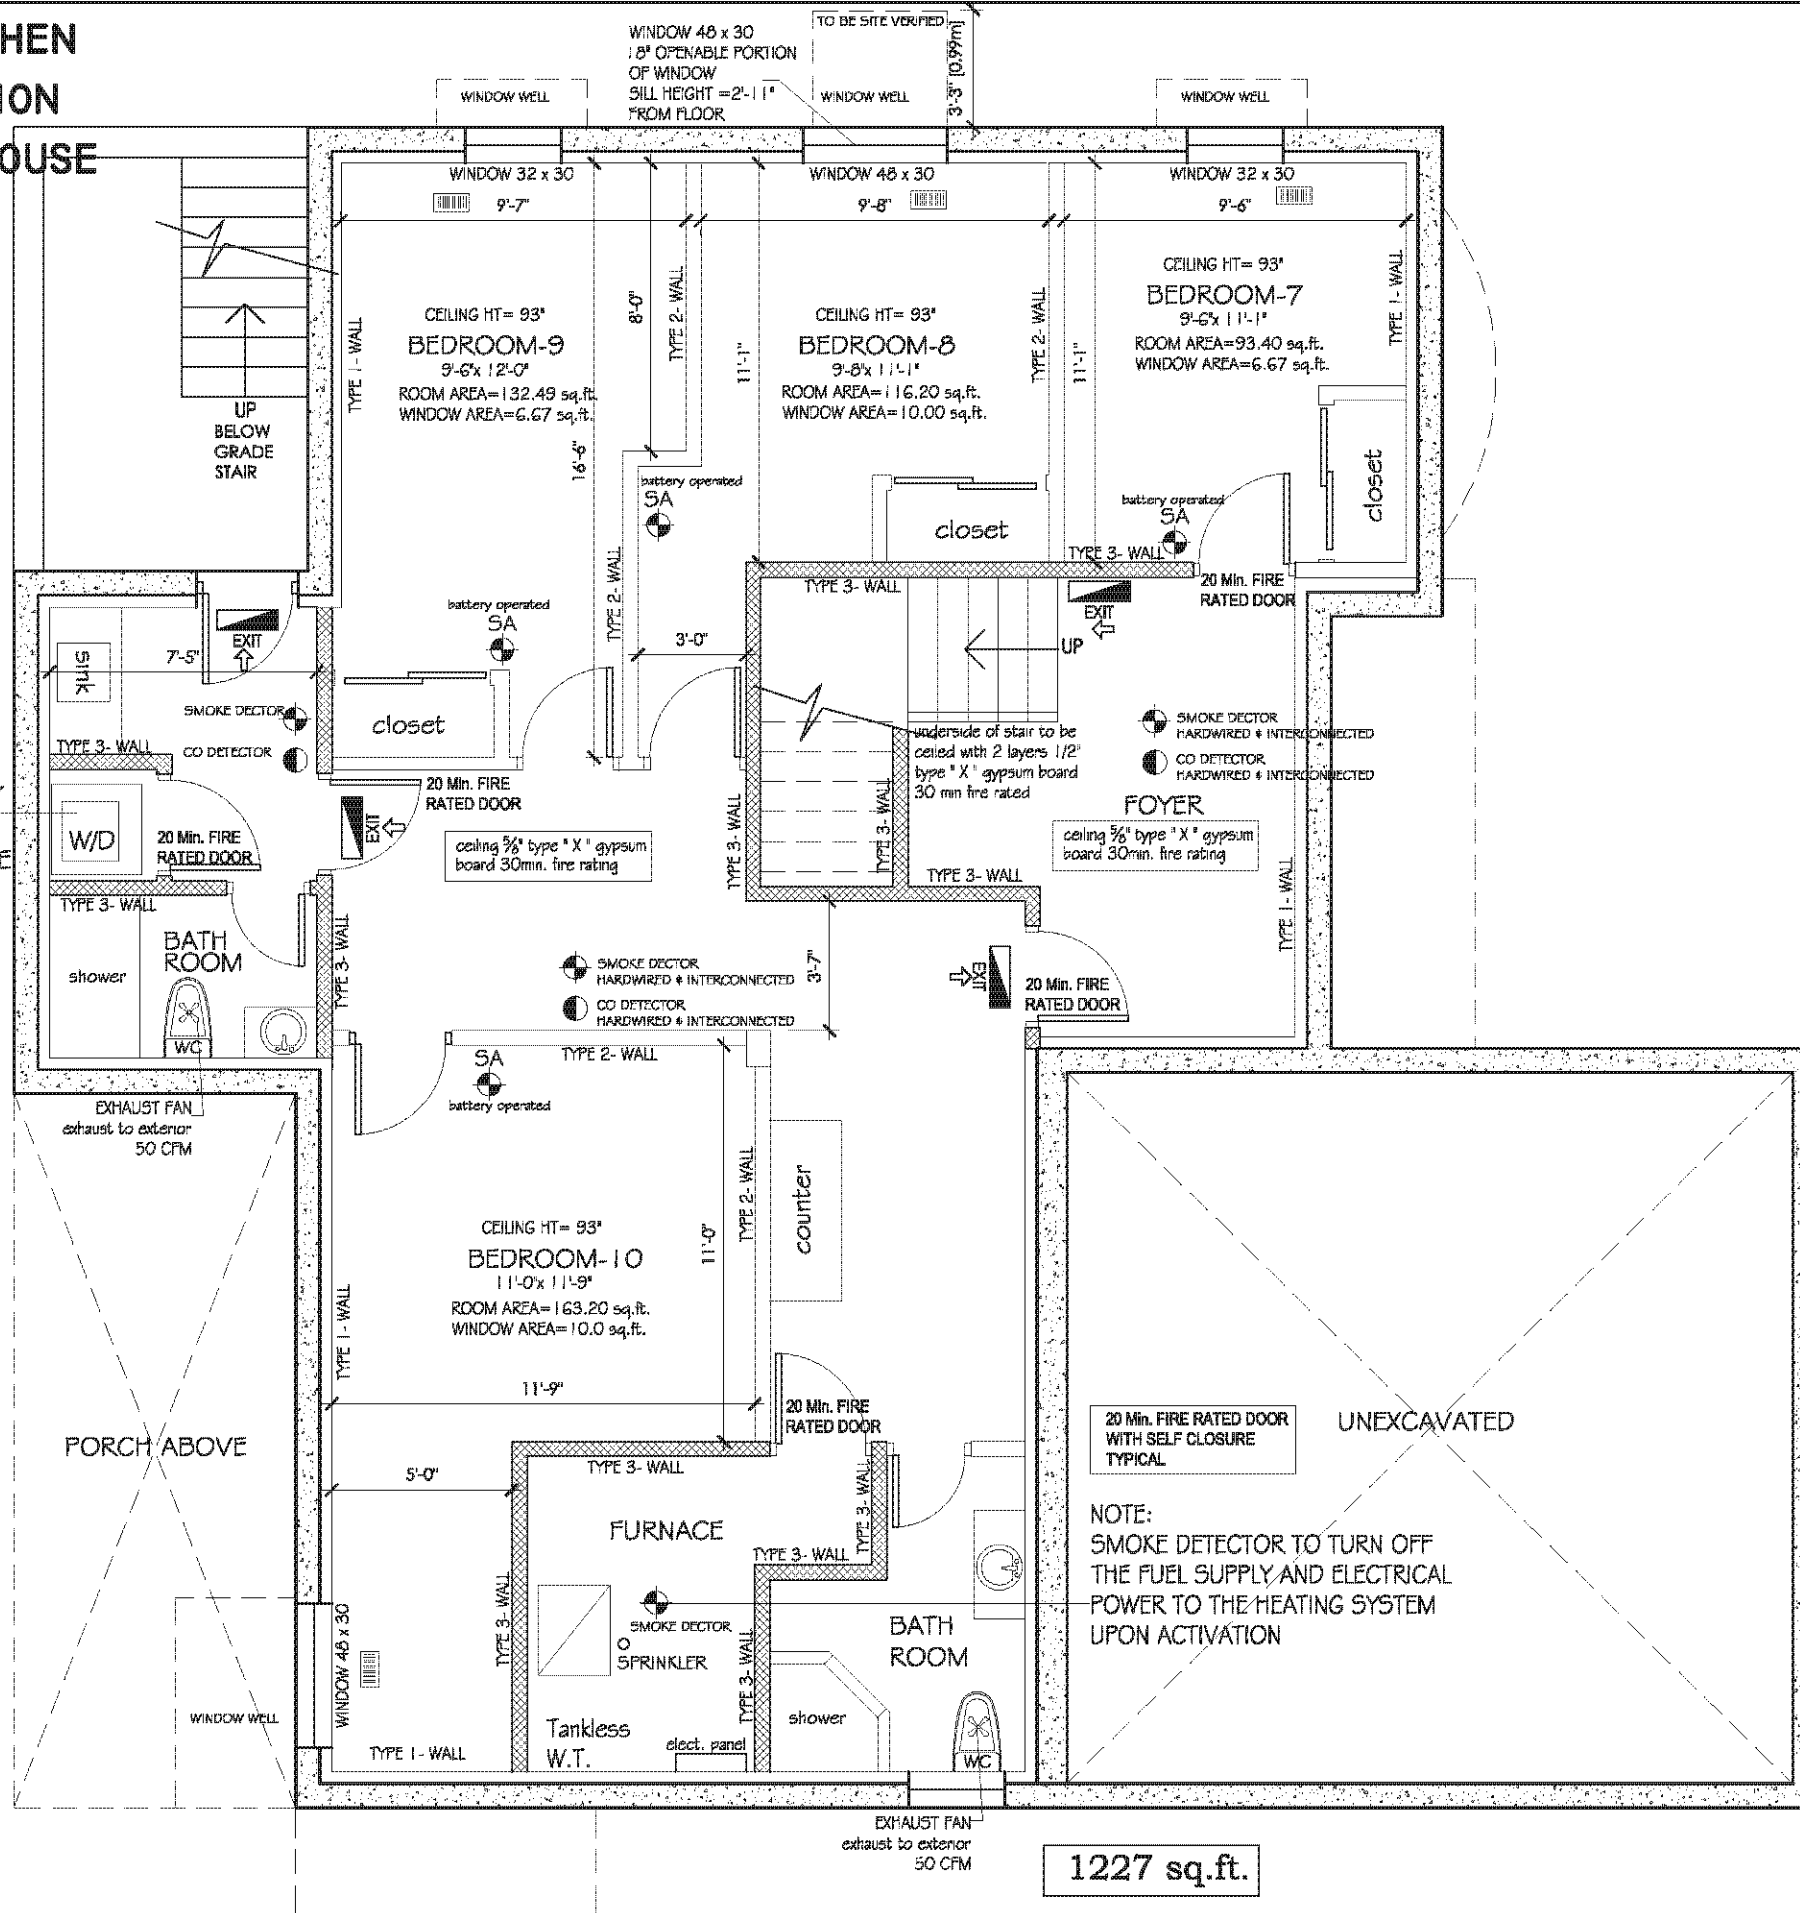 HEN
ION
OUSE
WINDOW 48 x 30
18" OPENABLE PORTION
OF WINDOW
SILL HEIGHT =2'-11"
FROM FLOOR
TO BE SITE VERIFIED
3'-3" [0.99m]
WINDOW WELL
WINDOW WELL
WINDOW WELL
WINDOW 32 x 30
WINDOW 48 x 30
WINDOW 32 x 30
9'-7"
9'-8"
9'-6"
CEILING HT= 93"
BEDROOM-9
9'-6"x 12'-0"
ROOM AREA=132.49 sq.ft.
WINDOW AREA=6.67 sq.ft.
CEILING HT= 93"
BEDROOM-8
9'-8"x 11'-1"
ROOM AREA=116.20 sq.ft.
WINDOW AREA=10.00 sq.ft.
CEILING HT= 93"
BEDROOM-7
9'-6"x 11'-1"
ROOM AREA=93.40 sq.ft.
WINDOW AREA=6.67 sq.ft.
TYPE 1- WALL
8'-0"
TYPE 2- WALL
11'-1"
TYPE 2- WALL
11'-1"
TYPE 1- WALL
UP
BELOW
GRADE
STAIR
16'-6"
battery operated
SA
closet
battery operated
SA
closet
TYPE 3- WALL
TYPE 3- WALL
20 Min. FIRE
RATED DOOR
EXIT
UP
TYPE 2- WALL
battery operated
SA
3'-0"
EXIT
sink
7'-5"
SMOKE DECTOR
CO DETECTOR
closet
TYPE 3- WALL
20 Min. FIRE
RATED DOOR
underside of stair to be
ceiled with 2 layers 1/2"
type " X " gypsum board
30 min fire rated
SMOKE DECTOR
HARDWIRED & INTERCONNECTED
CO DETECTOR
HARDWIRED & INTERCONNECTED
FOYER
ceiling 5/8" type " X " gypsum
board 30min. fire rating
W/D
20 Min. FIRE
RATED DOOR
EXIT
ceiling 5/8" type " X " gypsum
board 30min. fire rating
TYPE 3- WALL
TYPE 3- WALL
TYPE 3- WALL
TYPE 1- WALL
TYPE 3- WALL
TYPE 3- WALL
BATH
ROOM
shower
WC
SMOKE DECTOR
HARDWIRED & INTERCONNECTED
CO DETECTOR
HARDWIRED & INTERCONNECTED
3'-7"
EXIT
20 Min. FIRE
RATED DOOR
TYPE 2- WALL
SA
battery operated
EXHAUST FAN
exhaust to exterior
50 CFM
CEILING HT= 93"
BEDROOM-10
11'-0"x 11'-9"
ROOM AREA=163.20 sq.ft.
WINDOW AREA=10.0 sq.ft.
TYPE 1- WALL
11'-0"
TYPE 2- WALL
counter
11'-9"
20 Min. FIRE
RATED DOOR
PORCH ABOVE
5'-0"
TYPE 3- WALL
FURNACE
TYPE 3- WALL
TYPE 3- WALL
20 Min. FIRE RATED DOOR
WITH SELF CLOSURE
TYPICAL
UNEXCAVATED
NOTE:
SMOKE DETECTOR TO TURN OFF
THE FUEL SUPPLY AND ELECTRICAL
POWER TO THE HEATING SYSTEM
UPON ACTIVATION
WINDOW 48 x 30
TYPE 3- WALL
SMOKE DECTOR
SPRINKLER
TYPE 3- WALL
BATH
ROOM
WINDOW WELL
TYPE 1- WALL
Tankless
W.T.
elect. panel
shower
WC
EXHAUST FAN
exhaust to exterior
50 CFM
1227 sq.ft.